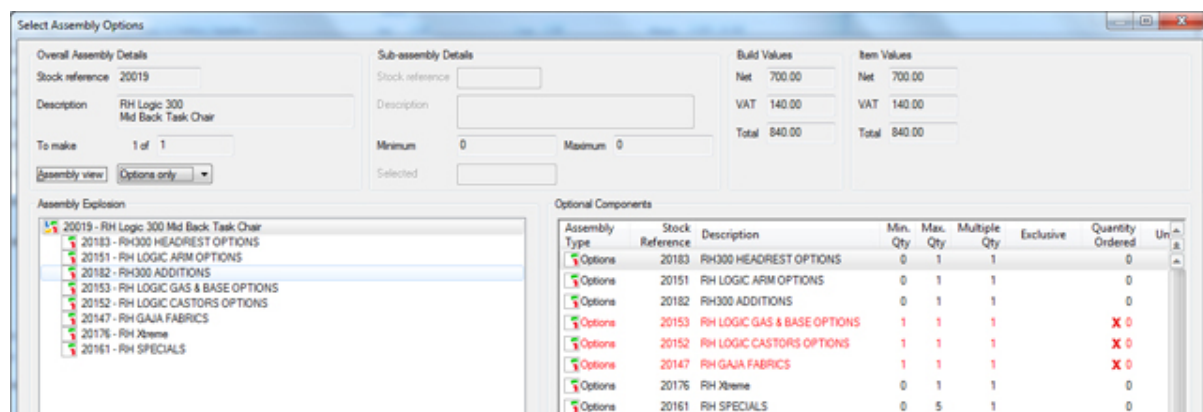 Select Assembly Options
Overall Assembly Details
Stock reference 20019
Description RH Logic 300
Mid Back Task Chair
To make 1 of 1
Assembly view Options only
Sub-assembly Details
Stock reference
Description
Minimum 0 Maximum 0
Selected
Build Values
Net 700.00
VAT 140.00
Total 840.00
Item Values
Net 700.00
VAT 140.00
Total 840.00
Assembly Explosion
20019 - RH Logic 300 Mid Back Task Chair
20183 - RH300 HEADREST OPTIONS
20151 - RH LOGIC ARM OPTIONS
20182 - RH300 ADDITIONS
20153 - RH LOGIC GAS & BASE OPTIONS
20152 - RH LOGIC CASTORS OPTIONS
20147 - RH GAJA FABRICS
20176 - RH Xtreme
20161 - RH SPECIALS
Optional Components
Assembly Stock Description Min. Max. Multiple Exclusive Quantity Un
Type Reference Qty Qty Qty Ordered
Options 20183 RH300 HEADREST OPTIONS 0 1 1 0
Options 20151 RH LOGIC ARM OPTIONS 0 1 1 0
Options 20182 RH300 ADDITIONS 0 1 1 0
Options 20153 RH LOGIC GAS & BASE OPTIONS 1 1 1 X 0
Options 20152 RH LOGIC CASTORS OPTIONS 1 1 1 X 0
Options 20147 RH GAJA FABRICS 1 1 1 X 0
Options 20176 RH Xtreme 0 1 1 0
Options 20161 RH SPECIALS 0 5 1 0